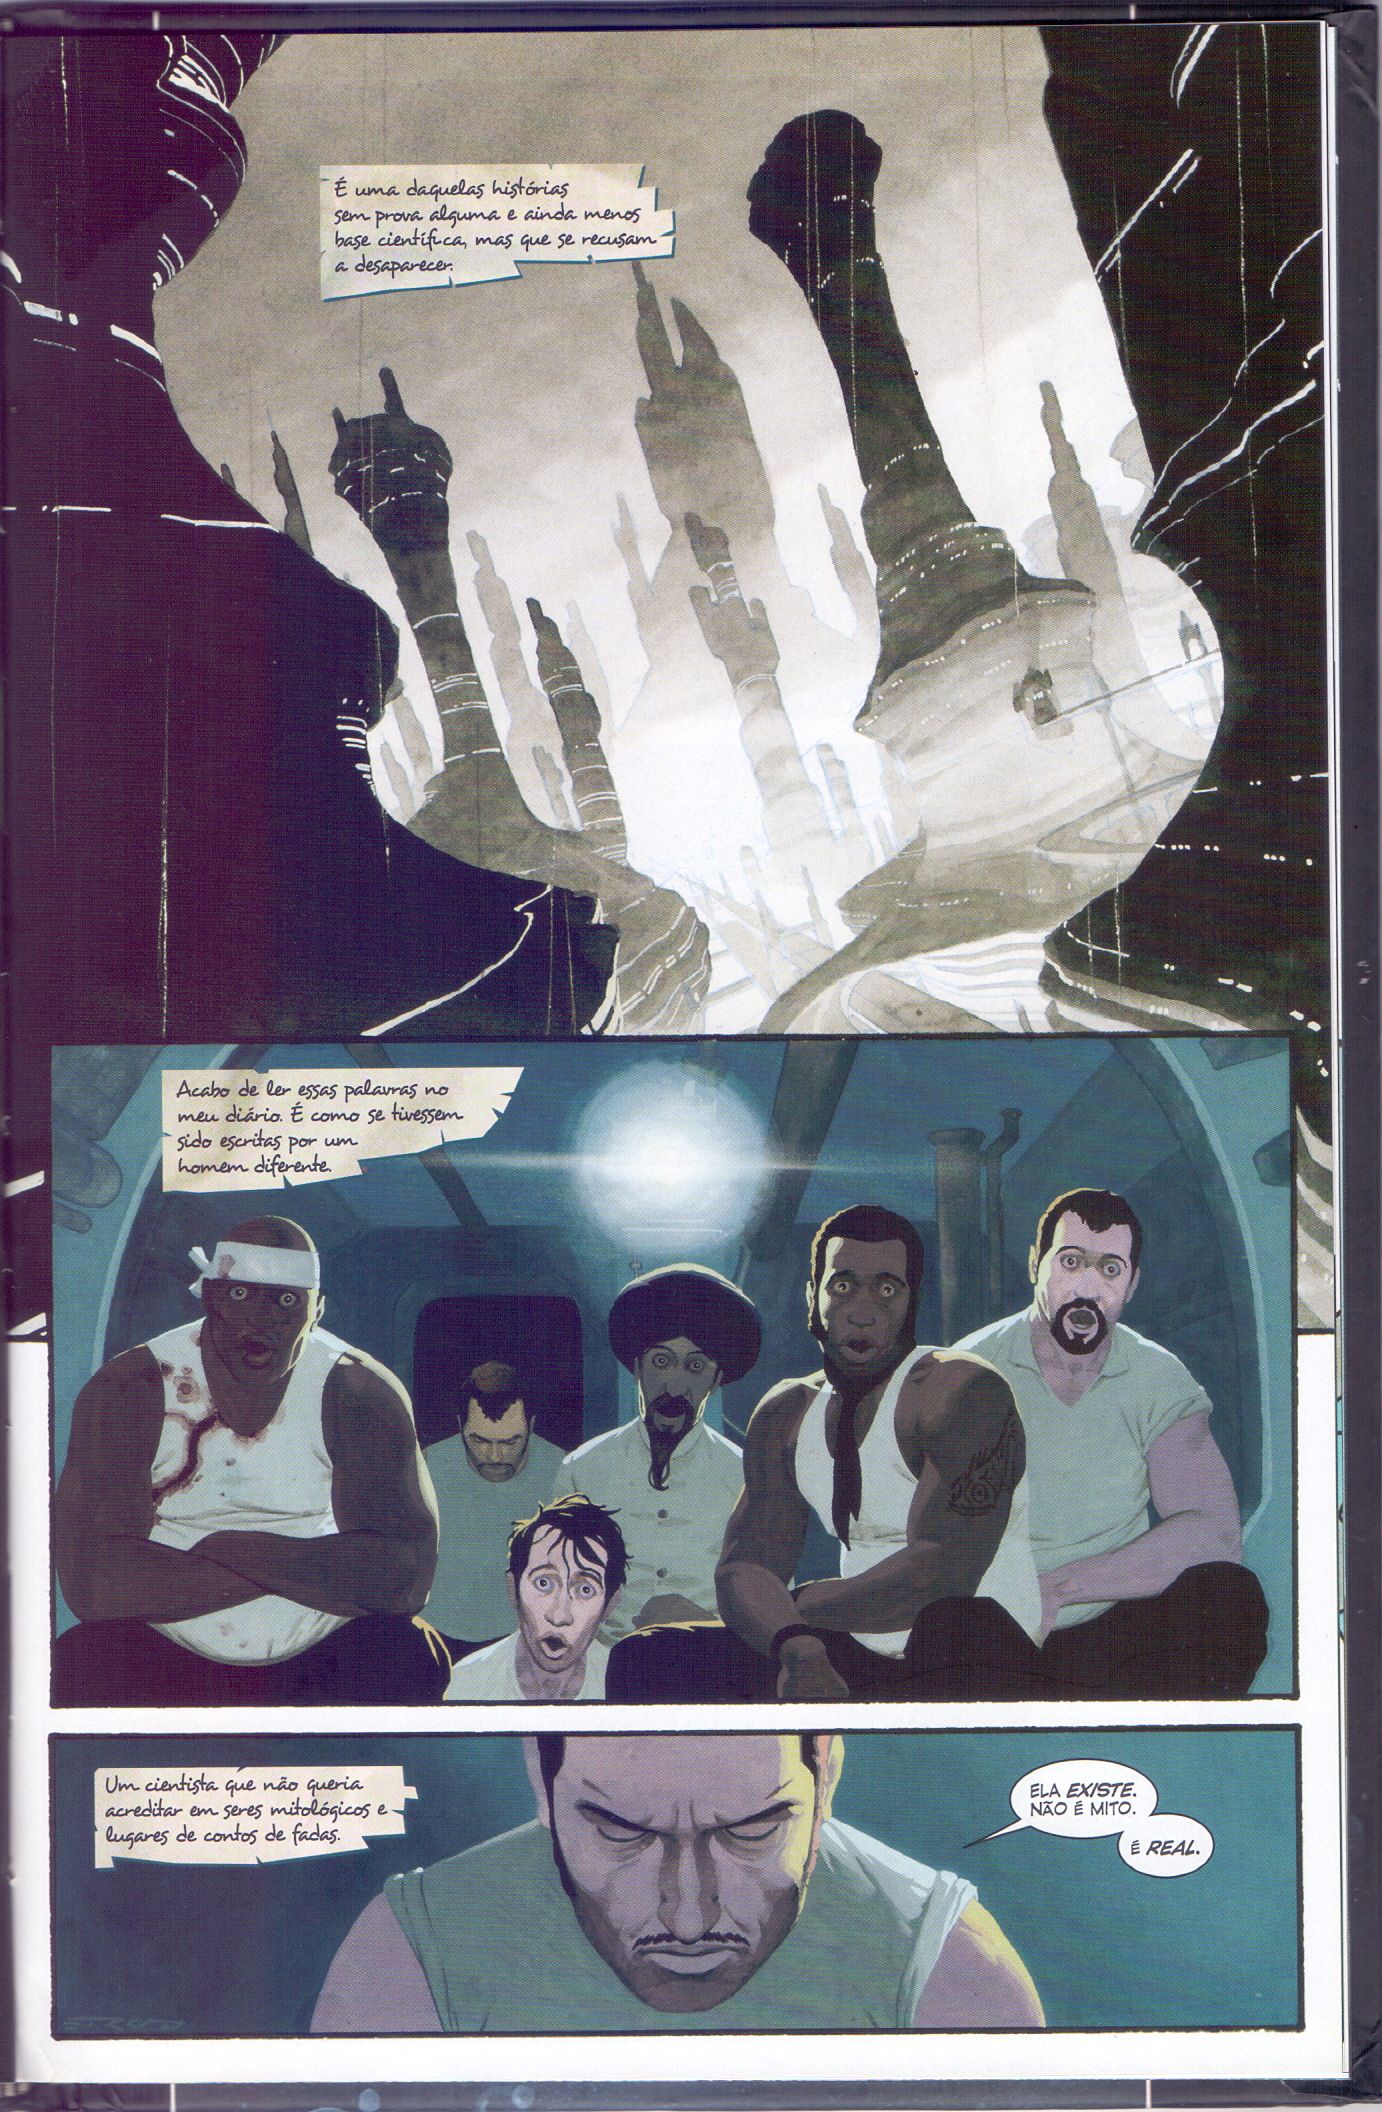 É uma daquelas histórias
sem prova alguma e ainda menos
base científica, mas que se recusam
a desaparecer.
Acabo de ler essas palavras no
meu diário. É como se tivessem
sido escritas por um
homem diferente.
Um cientista que não queria
acreditar em seres mitológicos e
lugares de contos de fadas.
ELA EXISTE.
NÃO É MITO.
É REAL.